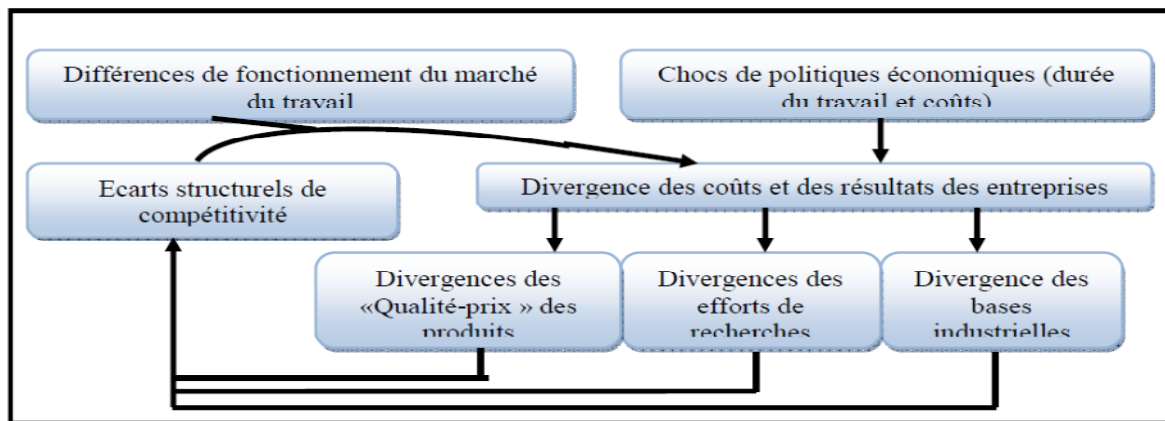 Différences de fonctionnement du marché
du travail
Chocs de politiques économiques (durée
du travail et coûts)
Ecarts structurels de
compétitivité
Divergence des coûts et des résultats des entreprises
Divergences des
«Qualité-prix » des
produits
Divergences des
efforts de
recherches
Divergence des
bases
industrielles